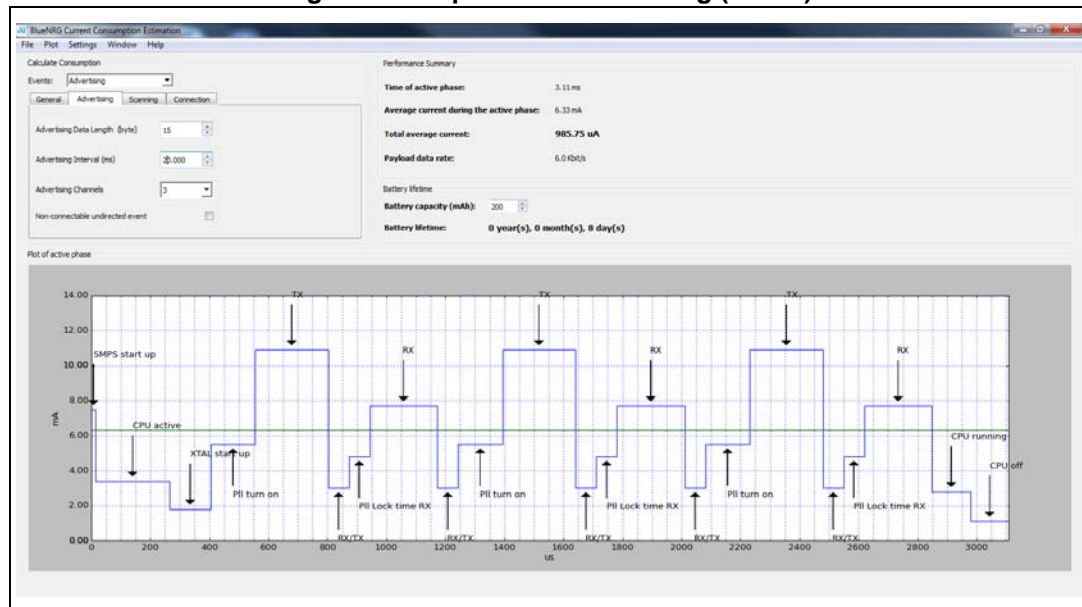 BlueNRG Current Consumption Estimation
File Plot Settings Window Help
Calculate Consumption
Events: Advertising
General Advertising Scanning Connection
Advertising Data Length (byte) 15
Advertising Interval (ms) 20.000
Advertising Channels 3
Non-connectable undirected event
Performance Summary
Time of active phase: 3.11 ms
Average current during the active phase: 6.33 mA
Total average current: 985.75 uA
Payload data rate: 6.0 Kbit/s
Battery lifetime
Battery capacity (mAh): 200
Battery lifetime: 0 year(s), 0 month(s), 8 day(s)
Plot of active phase
14.00
12.00
10.00
8.00
6.00
4.00
2.00
0.00
mA
SMPS start up
CPU active
XTAL start up
Pll turn on
TX
RX/TX
Pll Lock time RX
RX
RX/TX
Pll turn on
TX
RX/TX
Pll Lock time RX
RX
RX/TX
Pll turn on
TX
RX/TX
Pll Lock time RX
RX
CPU running
CPU off
0 200 400 600 800 1000 1200 1400 1600 1800 2000 2200 2400 2600 2800 3000
us